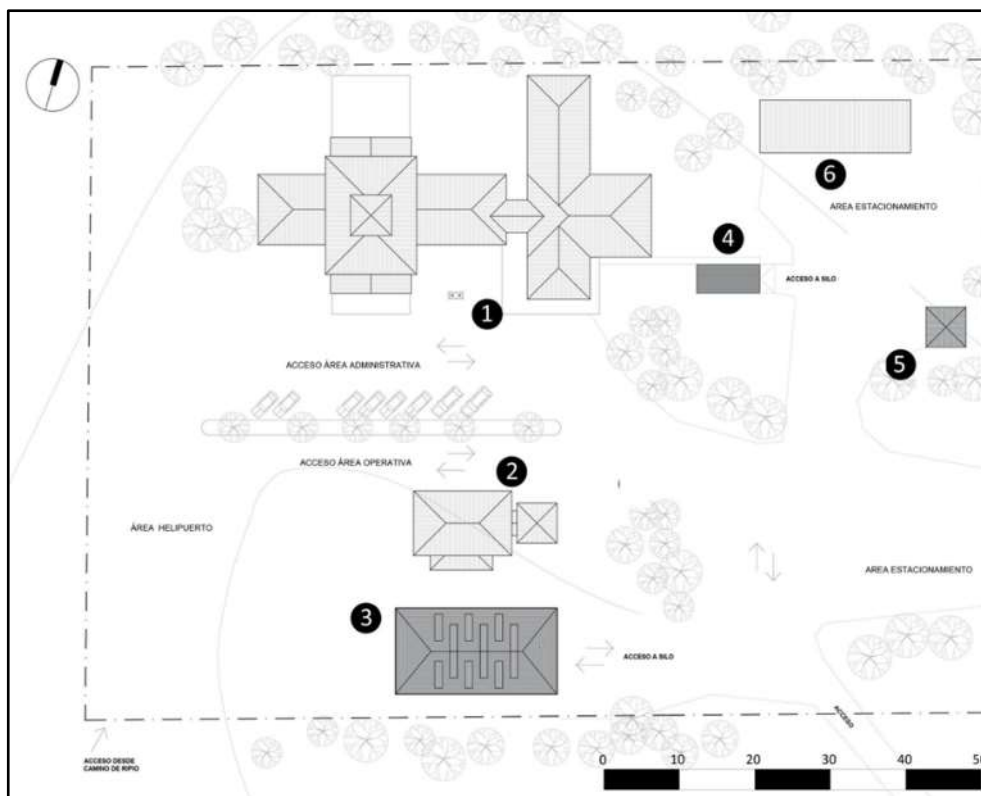 6
AREA ESTACIONAMIENTO
4
ACCESO A SILO
1
5
ACCESO ÁREA ADMINISTRATIVA
ACCESO ÁREA OPERATIVA
2
ÁREA HELIPUERTO
AREA ESTACIONAMIENTO
3
ACCESO A SILO
ACCESO
ACCESO DESDE
CAMINO DE RIPIO
0 10 20 30 40 50